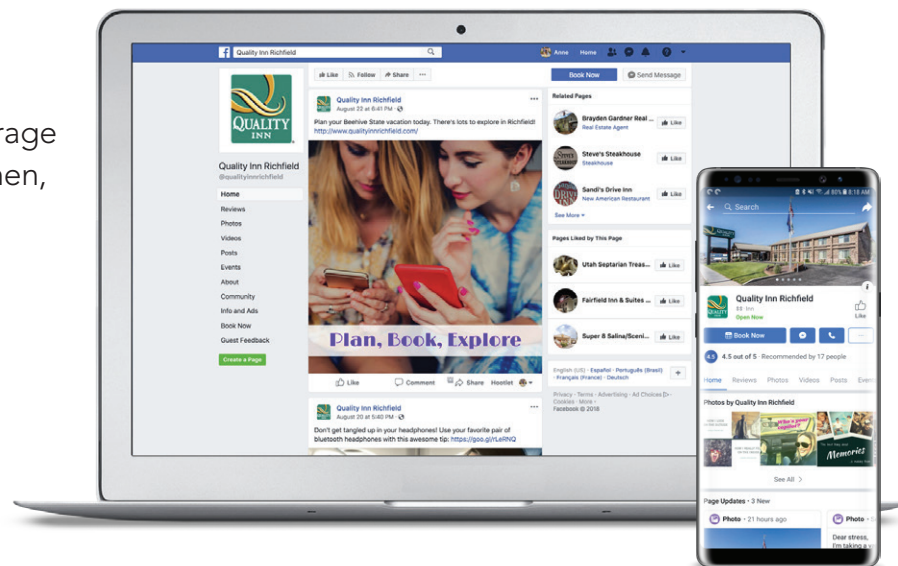 rage
nen,
Quality Inn Richfield
Anne Home
QUALITY
INN
Quality Inn Richfield
@qualityinnrichfield
Home
Reviews
Photos
Videos
Posts
Events
About
Community
Info and Ads
Book Now
Guest Feedback
Create a Page
Like Follow Share ...
Quality Inn Richfield
August 22 at 6:41 PM ·
Plan your Beehive State vacation today. There's lots to explore in Richfield!
http://www.qualityinnrichfield.com/
Plan, Book, Explore
Like Comment Share Hootlet
Quality Inn Richfield
August 20 at 5:40 PM ·
Don't get tangled up in your headphones! Use your favorite pair of
bluetooth headphones with this awesome tip: https://goo.gl/rLeRNQ
Book Now Send Message
Related Pages
Brayden Gardner Real ...
Real Estate Agent
Like
Steve's Steakhouse
Steakhouse
Like
Sandi's Drive Inn
New American Restaurant
Like
See More
Pages Liked by This Page
Utah Septarian Treas... Like
Fairfield Inn & Suites ... Like
Super 8 Salina/Sceni... Like
English (US) · Español · Português (Brasil)
· Français (France) · Deutsch
Privacy · Terms · Advertising · Ad Choices
Cookies · More
Facebook © 2018
60% 8:18 AM
Search
Quality Inn Richfield
$$ · Inn
Open Now
Like
Book Now
4.5 4.5 out of 5 · Recommended by 17 people
Home Reviews Photos Videos Posts Event
Photos by Quality Inn Richfield
Memories
See All
Page Updates · 3 New
Photo · 21 hours ago
Photo ·
Dear stress,
I'm taking a